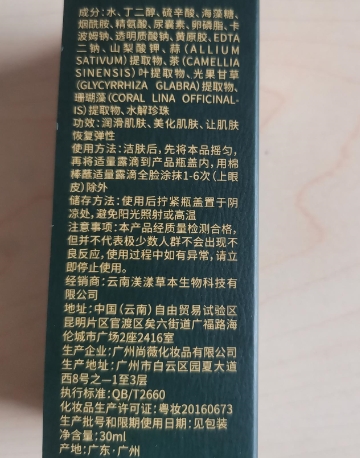 成分：水、丁二醇、硫辛酸、海藻糖、
烟酰胺、精氨酸、尿囊素、卵磷脂、卡
波姆钠、透明质酸钠、黄原胶、EDTA
二钠、山梨酸钾、蒜(ALLIUM
SATIVUM)提取物、茶(CAMELLIA
SINENSIS)叶提取物、光果甘草
(GLYCYRRHIZA GLABRA)提取物、
珊瑚藻(CORAL LINA OFFICINAL-
IS)提取物、水解珍珠
功效：润滑肌肤、美化肌肤、让肌肤
恢复弹性
使用方法：洁肤后，先将本品摇匀，
再将适量露滴到产品瓶盖内，用棉
棒蘸适量露滴全脸涂抹1-6次(上眼
皮)除外
储存方法：使用后拧紧瓶盖置于阴
凉处，避免阳光照射或高温
注意事项：本产品经质量检测合格，
但并不代表极少数人群不会出现不
良反应，使用过程中如有异常，请立
即停止使用。
经销商：云南渼漾草本生物科技有
限公司
地址：中国(云南)自由贸易试验区
昆明片区官渡区矣六街道广福路海
伦城市广场2座2416室
生产企业：广州尚薇化妆品有限公司
生产地址：广州市白云区园夏大道
西8号之一1至3层
执行标准：QB/T2660
化妆品生产许可证：粤妆20160673
生产批号和限期使用日期：见包装
净含量：30ml
产地：广东·广州